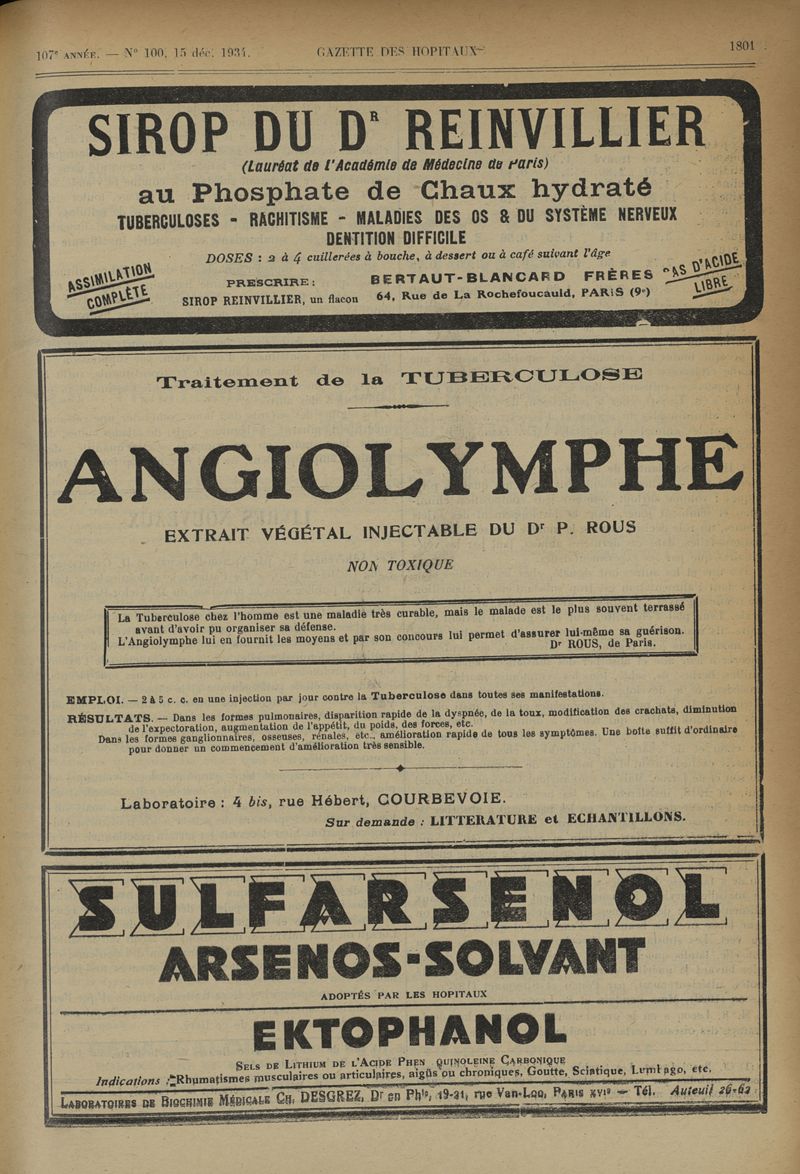 107e ANNÉE. — No 100, 15 déc. 1934. GAZETTE DES HOPITAUX 1801
SIROP DU DR REINVILLIER
(Lauréat de l'Académie de Médecine de Paris)
au Phosphate de Chaux hydraté
TUBERCULOSES - RACHITISME - MALADIES DES OS & DU SYSTÈME NERVEUX
DENTITION DIFFICILE
DOSES : 2 à 4 cuillerées à bouche, à dessert ou à café suivant l'âge
ASSIMILATION
COMPLÈTE
PRESCRIRE :
SIROP REINVILLIER, un flacon
BERTAUT-BLANCARD FRÈRES
64, Rue de La Rochefoucauld, PARIS (9e)
PAS D'ACIDE
LIBRE
Traitement de la TUBERCULOSE
ANGIOLYMPHE
EXTRAIT VÉGÉTAL INJECTABLE DU Dr P. ROUS
NON TOXIQUE
La Tuberculose chez l'homme est une maladie très curable, mais le malade est le plus souvent terrassé
avant d'avoir pu organiser sa défense.
L'Angiolymphe lui en fournit les moyens et par son concours lui permet d'assurer lui-même sa guérison.
Dr ROUS, de Paris.
EMPLOI. — 2 à 5 c. c. en une injection par jour contre la Tuberculose dans toutes ses manifestations.
RÉSULTATS. — Dans les formes pulmonaires, disparition rapide de la dyspnée, de la toux, modification des crachats, diminution
de l'expectoration, augmentation de l'appétit, du poids, des forces, etc.
Dans les formes ganglionnaires, osseuses, rénales, etc., amélioration rapide de tous les symptômes. Une boîte suffit d'ordinaire
pour donner un commencement d'amélioration très sensible.
Laboratoire : 4 bis, rue Hébert, COURBEVOIE.
Sur demande : LITTERATURE et ECHANTILLONS.
SULFARSENOL
ARSENOS-SOLVANT
ADOPTÉS PAR LES HOPITAUX
EKTOPHANOL
SELS DE LITHIUM DE L'ACIDE PHEN QUINOLEINE CARBONIQUE
Indications : Rhumatismes musculaires ou articulaires, aigüs ou chroniques, Goutte, Sciatique, Lumbago, etc.
LABORATOIRES DE BIOCHIMIE MÉDICALE CH. DESGREZ, Dr en Phie, 19-21, rue Van-Loo, PARIS XVIe — Tél. Auteuil 26-62